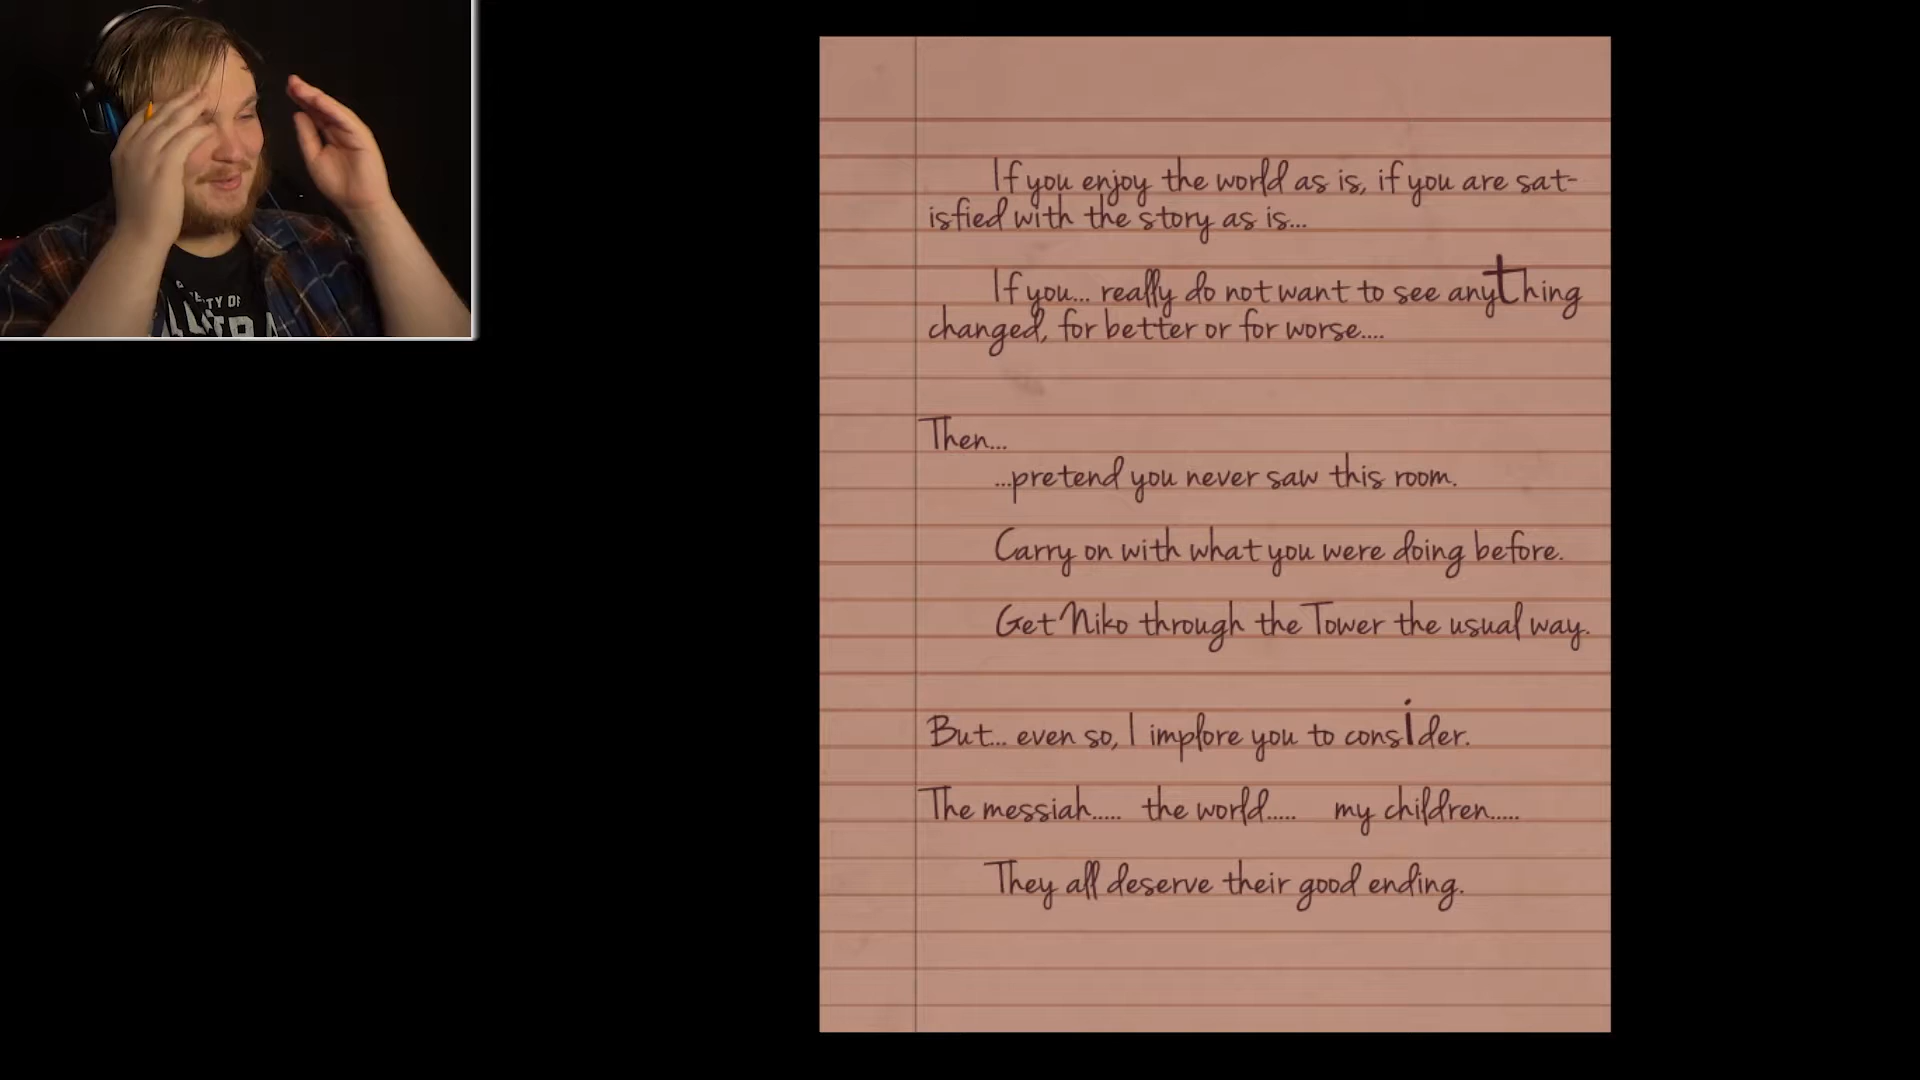 If you enjoy the world as is, if you are sat-
isfied with the story as is...
If you... really do not want to see anything
changed, for better or for worse....
Then...
...pretend you never saw this room.
Carry on with what you were doing before.
Get Niko through the Tower the usual way.
But... even so, I implore you to consider.
The messiah..... the world..... my children.....
They all deserve their good ending.